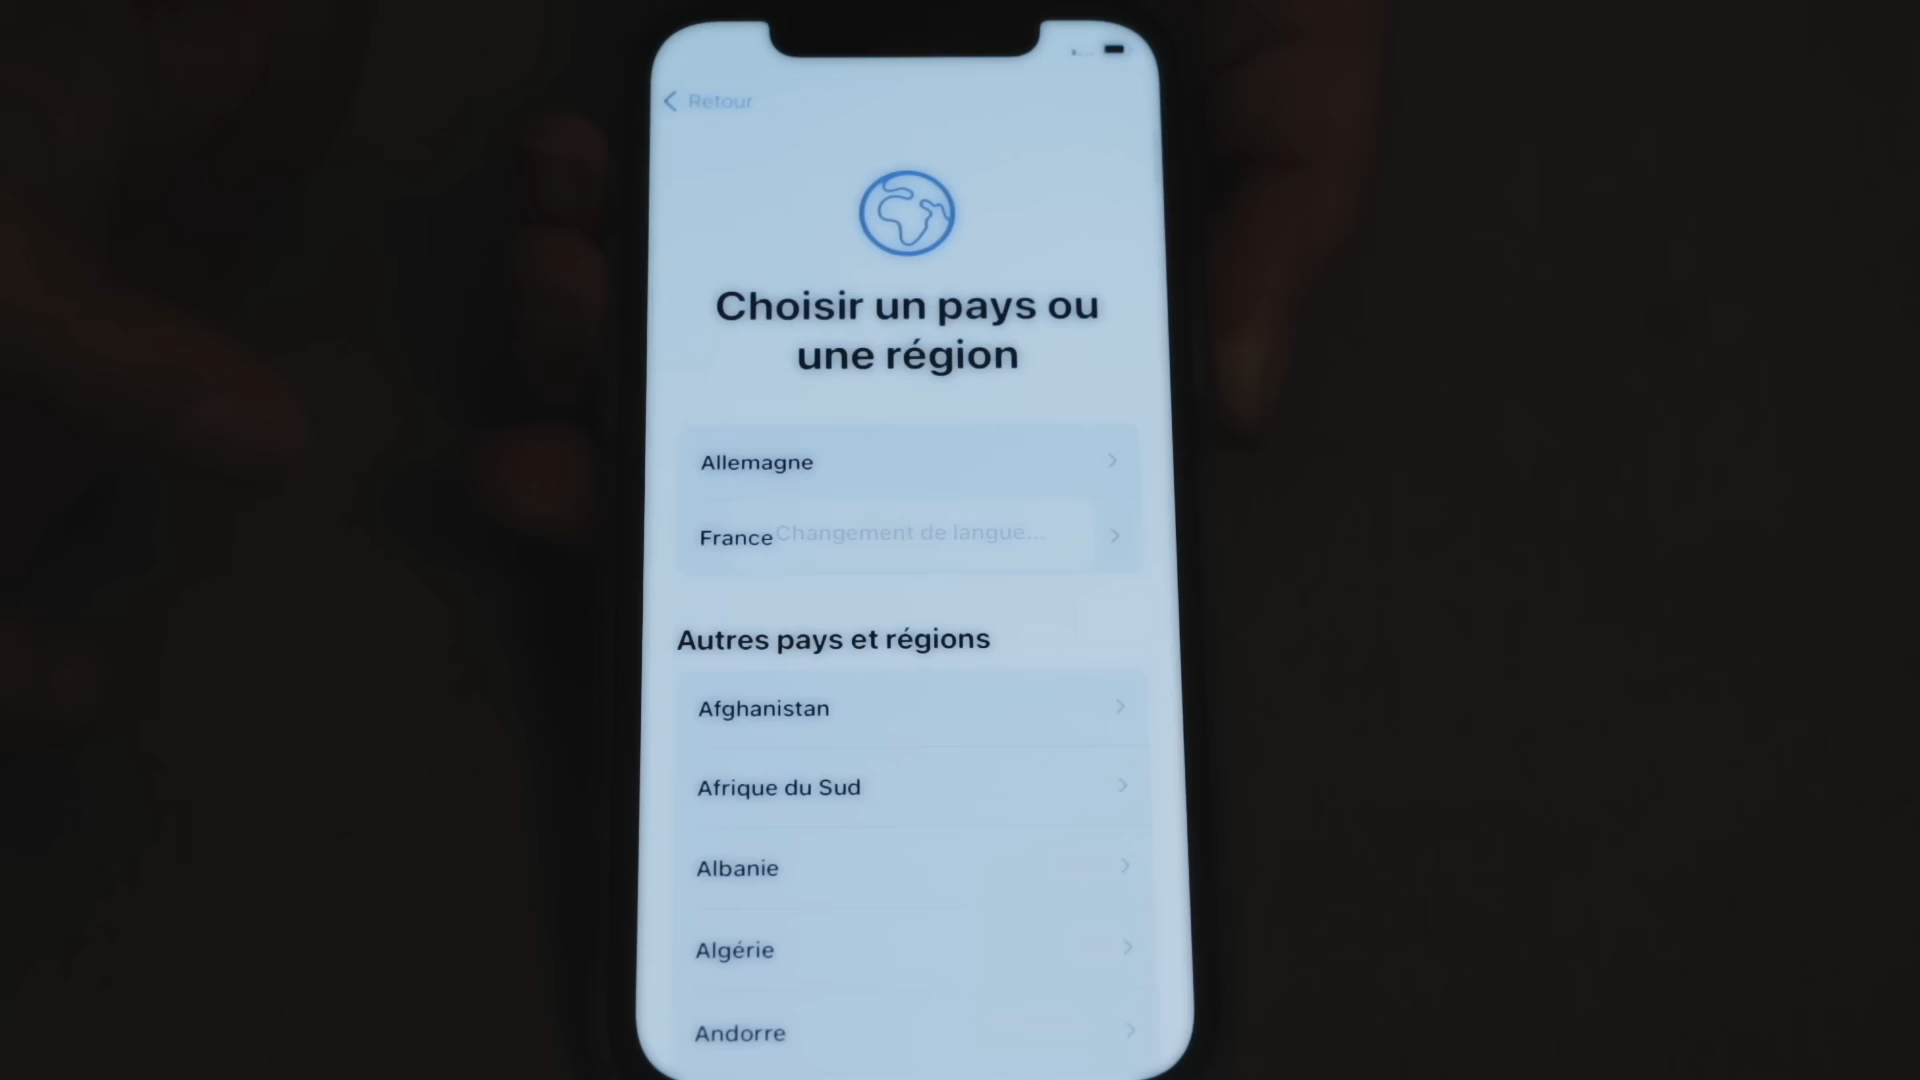 Retour
Choisir un pays ou
une région
Allemagne
France
Changement de langue...
Autres pays et régions
Afghanistan
Afrique du Sud
Albanie
Algérie
Andorre